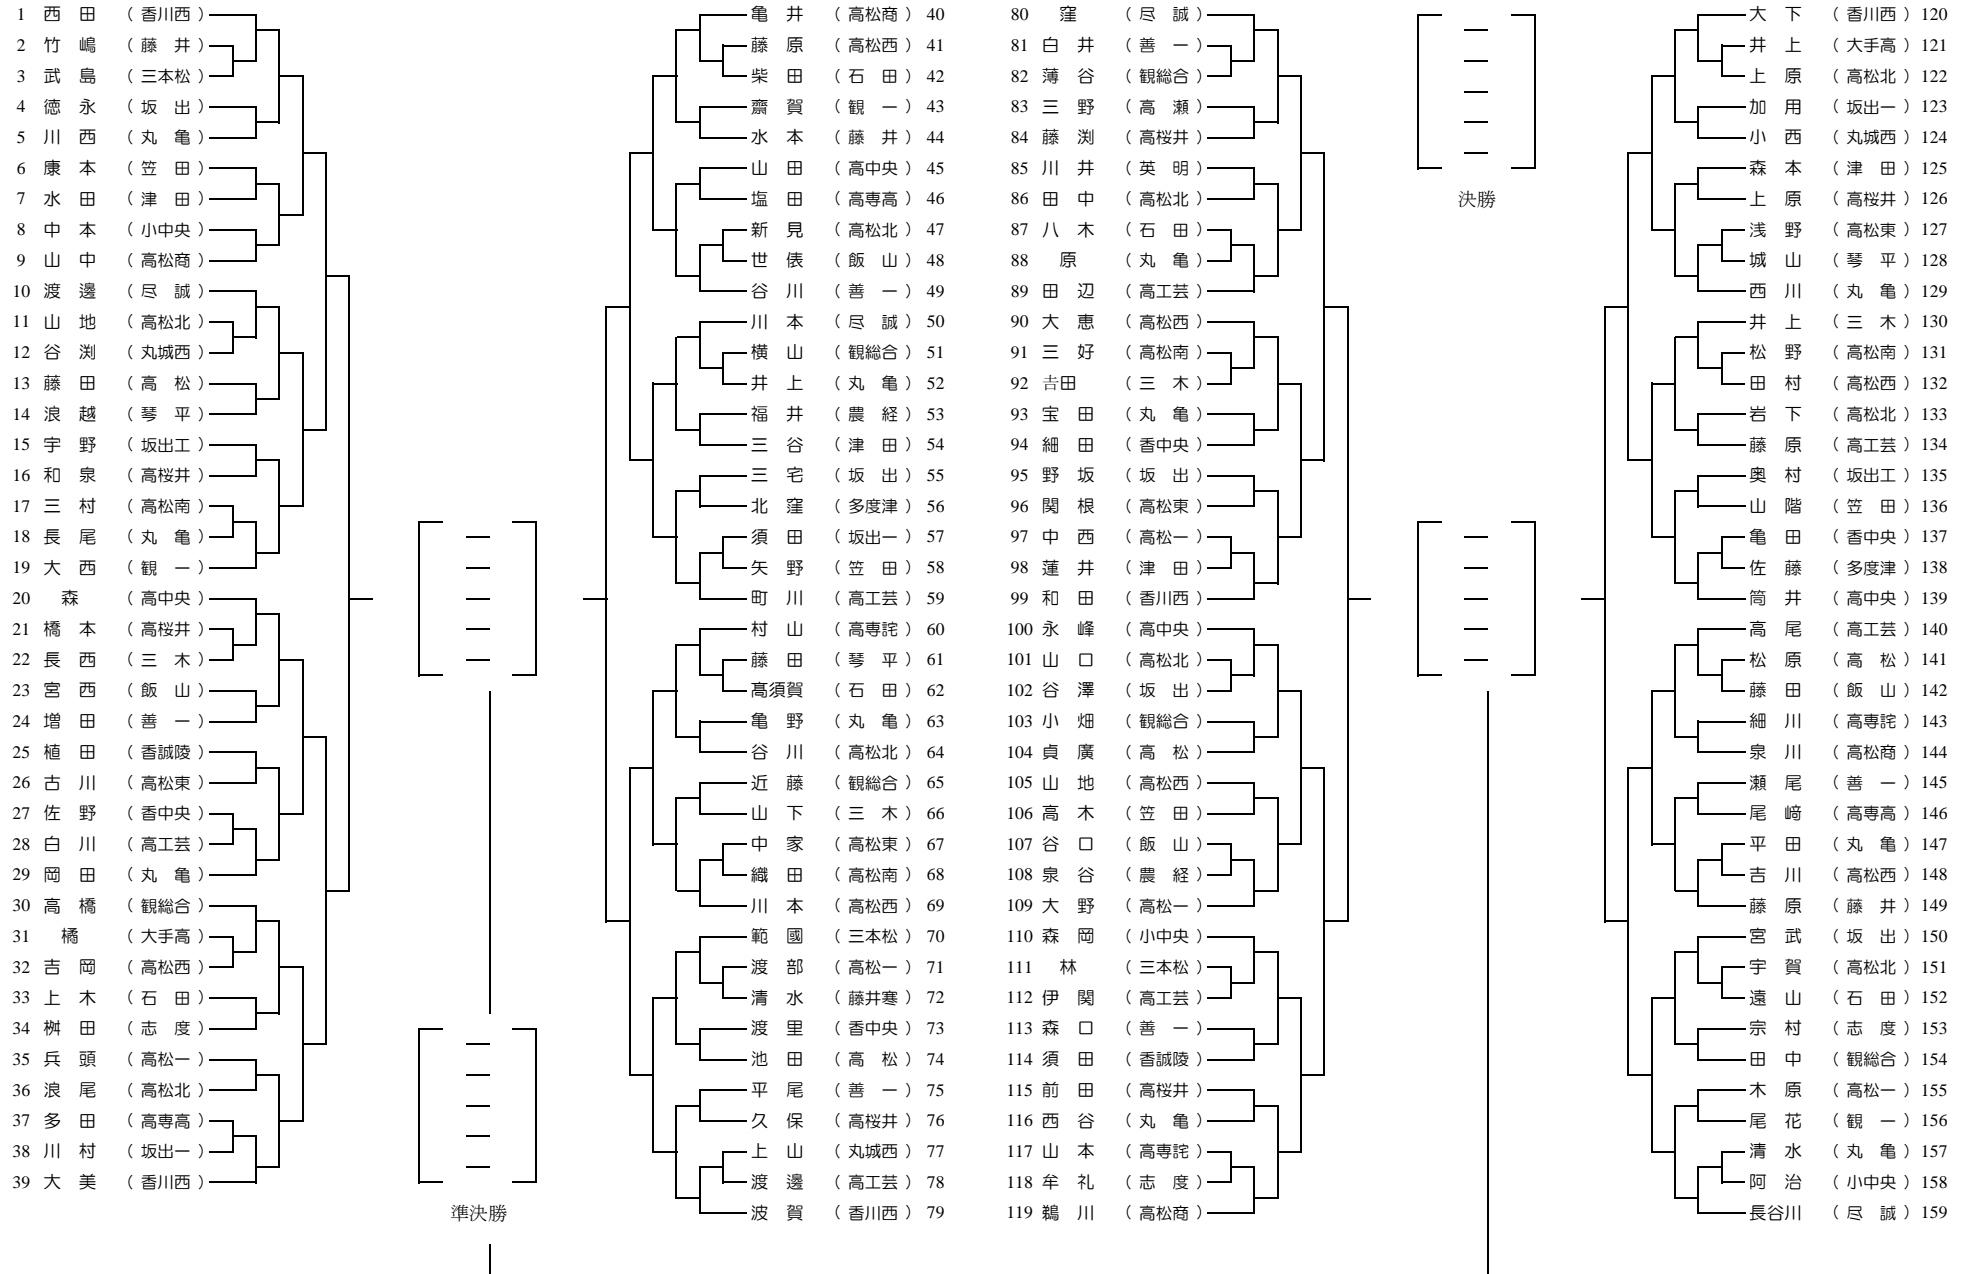 1 西田 （香川西）
2 竹嶋 （藤井）
3 武島 （三本松）
4 徳永 （坂出）
5 川西 （丸亀）
6 康本 （笠田）
7 水田 （津田）
8 中本 （小中央）
9 山中 （高松商）
10 渡邊 （尽誠）
11 山地 （高松北）
12 谷渕 （丸城西）
13 藤田 （高松）
14 浪越 （琴平）
15 宇野 （坂出工）
16 和泉 （高桜井）
17 三村 （高松南）
18 長尾 （丸亀）
19 大西 （観一）
20 森 （高中央）
21 橋本 （高桜井）
22 長西 （三木）
23 宮西 （飯山）
24 増田 （善一）
25 植田 （香誠陵）
26 古川 （高松東）
27 佐野 （香中央）
28 白川 （高工芸）
29 岡田 （丸亀）
30 高橋 （観総合）
31 橘 （大手高）
32 吉岡 （高松西）
33 上木 （石田）
34 桝田 （志度）
35 兵頭 （高松一）
36 浪尾 （高松北）
37 多田 （高専高）
38 川村 （坂出一）
39 大美 （香川西）
準決勝
亀井 （高松商） 40
藤原 （高松西） 41
柴田 （石田） 42
齋賀 （観一） 43
水本 （藤井） 44
山田 （高中央） 45
塩田 （高専高） 46
新見 （高松北） 47
世俵 （飯山） 48
谷川 （善一） 49
川本 （尽誠） 50
横山 （観総合） 51
井上 （丸亀） 52
福井 （農経） 53
三谷 （津田） 54
三宅 （坂出） 55
北窪 （多度津） 56
須田 （坂出一） 57
矢野 （笠田） 58
町川 （高工芸） 59
村山 （高専詫） 60
藤田 （琴平） 61
髙須賀 （石田） 62
亀野 （丸亀） 63
谷川 （高松北） 64
近藤 （観総合） 65
山下 （三木） 66
中家 （高松東） 67
織田 （高松南） 68
川本 （高松西） 69
範國 （三本松） 70
渡部 （高松一） 71
清水 （藤井寒） 72
渡里 （香中央） 73
池田 （高松） 74
平尾 （善一） 75
久保 （高桜井） 76
上山 （丸城西） 77
渡邊 （高工芸） 78
波賀 （香川西） 79
80 窪 （尽誠）
81 白井 （善一）
82 薄谷 （観総合）
83 三野 （高瀬）
84 藤渕 （高桜井）
85 川井 （英明）
86 田中 （高松北）
87 八木 （石田）
88 原 （丸亀）
89 田辺 （高工芸）
90 大恵 （高松西）
91 三好 （高松南）
92 𠮷田 （三木）
93 宝田 （丸亀）
94 細田 （香中央）
95 野坂 （坂出）
96 関根 （高松東）
97 中西 （高松一）
98 蓮井 （津田）
99 和田 （香川西）
100 永峰 （高中央）
101 山口 （高松北）
102 谷澤 （坂出）
103 小畑 （観総合）
104 貞廣 （高松）
105 山地 （高松西）
106 高木 （笠田）
107 谷口 （飯山）
108 泉谷 （農経）
109 大野 （高松一）
110 森岡 （小中央）
111 林 （三本松）
112 伊関 （高工芸）
113 森口 （善一）
114 須田 （香誠陵）
115 前田 （高桜井）
116 西谷 （丸亀）
117 山本 （高専詫）
118 牟礼 （志度）
119 鵜川 （高松商）
決勝
大下 （香川西） 120
井上 （大手高） 121
上原 （高松北） 122
加用 （坂出一） 123
小西 （丸城西） 124
森本 （津田） 125
上原 （高桜井） 126
浅野 （高松東） 127
城山 （琴平） 128
西川 （丸亀） 129
井上 （三木） 130
松野 （高松南） 131
田村 （高松西） 132
岩下 （高松北） 133
藤原 （高工芸） 134
奥村 （坂出工） 135
山階 （笠田） 136
亀田 （香中央） 137
佐藤 （多度津） 138
筒井 （高中央） 139
高尾 （高工芸） 140
松原 （高松） 141
藤田 （飯山） 142
細川 （高専詫） 143
泉川 （高松商） 144
瀬尾 （善一） 145
尾﨑 （高専高） 146
平田 （丸亀） 147
吉川 （高松西） 148
藤原 （藤井） 149
宮武 （坂出） 150
宇賀 （高松北） 151
遠山 （石田） 152
宗村 （志度） 153
田中 （観総合） 154
木原 （高松一） 155
尾花 （観一） 156
清水 （丸亀） 157
阿治 （小中央） 158
長谷川 （尽誠） 159